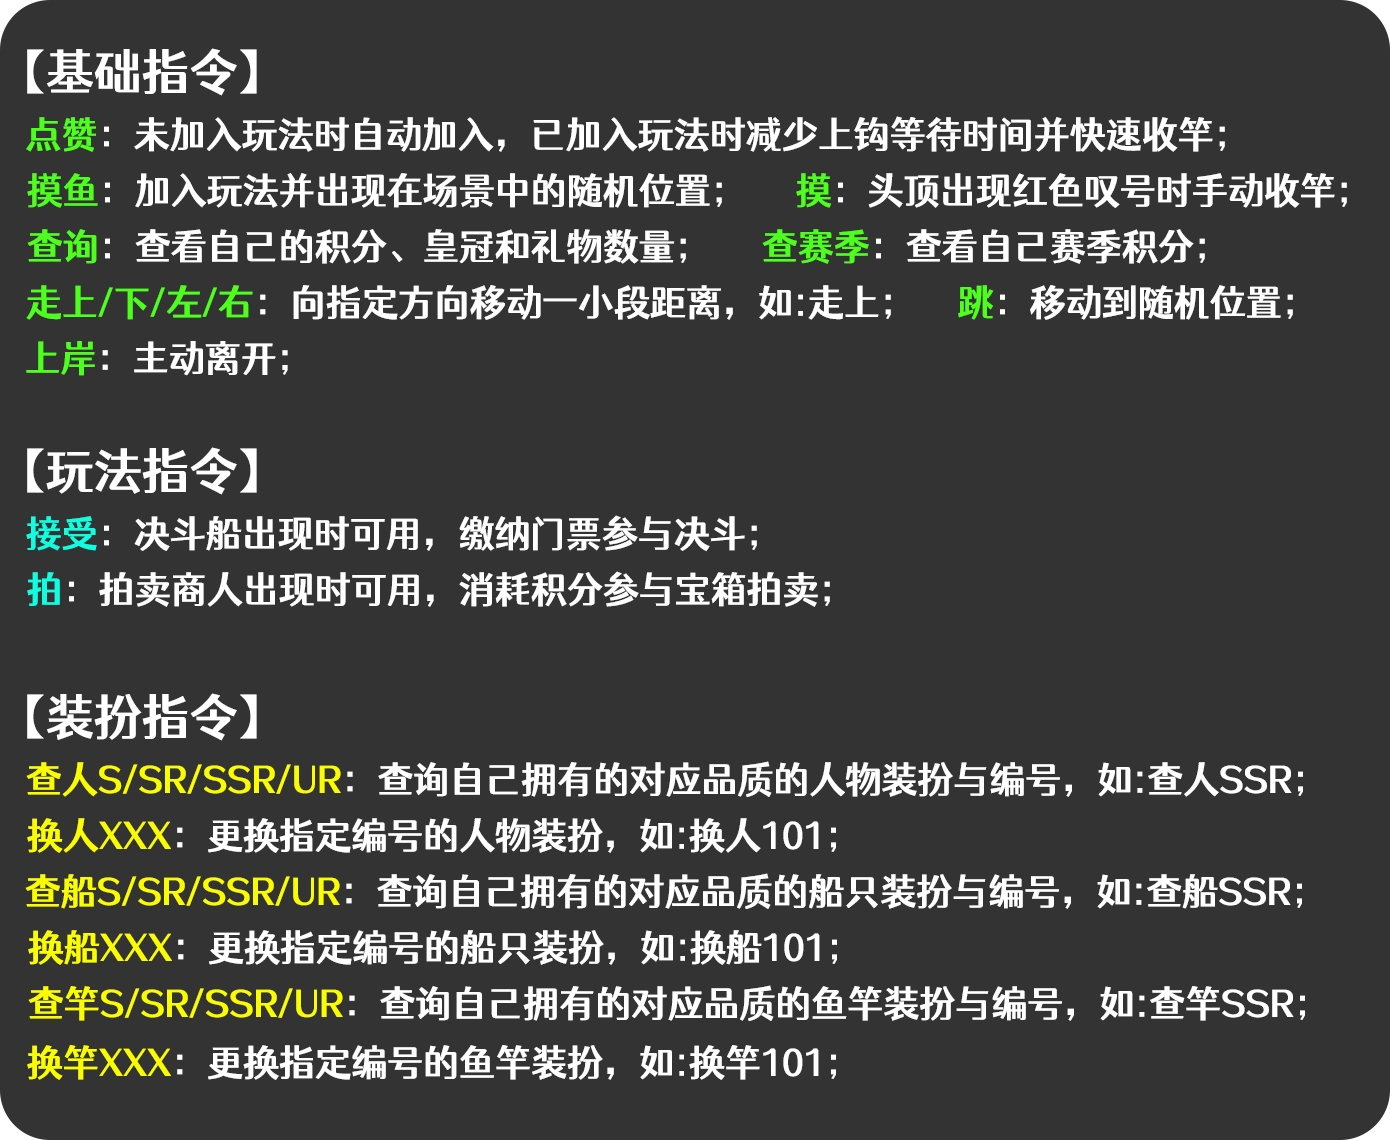 【基础指令】
点赞：未加入玩法时自动加入，已加入玩法时减少上钩等待时间并快速收竿；
摸鱼：加入玩法并出现在场景中的随机位置； 摸：头顶出现红色叹号时手动收竿；
查询：查看自己的积分、皇冠和礼物数量； 查赛季：查看自己赛季积分；
走上/下/左/右：向指定方向移动一小段距离，如:走上； 跳：移动到随机位置；
上岸：主动离开；
【玩法指令】
接受：决斗船出现时可用，缴纳门票参与决斗；
拍：拍卖商人出现时可用，消耗积分参与宝箱拍卖；
【装扮指令】
查人S/SR/SSR/UR：查询自己拥有的对应品质的人物装扮与编号，如:查人SSR；
换人XXX：更换指定编号的人物装扮，如:换人101；
查船S/SR/SSR/UR：查询自己拥有的对应品质的船只装扮与编号，如:查船SSR；
换船XXX：更换指定编号的船只装扮，如:换船101；
查竿S/SR/SSR/UR：查询自己拥有的对应品质的鱼竿装扮与编号，如:查竿SSR；
换竿XXX：更换指定编号的鱼竿装扮，如:换竿101；